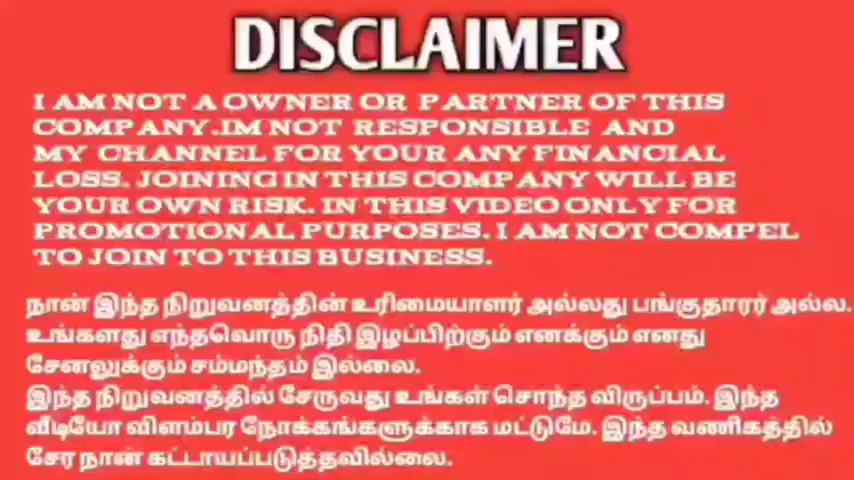 DISCLAIMER
I AM NOT A OWNER OR PARTNER OF THIS
COMPANY.IM NOT RESPONSIBLE AND
MY CHANNEL FOR YOUR ANY FINANCIAL
LOSS. JOINING IN THIS COMPANY WILL BE
YOUR OWN RISK. IN THIS VIDEO ONLY FOR
PROMOTIONAL PURPOSES. I AM NOT COMPEL
TO JOIN TO THIS BUSINESS.
நான் இந்த நிறுவனத்தின் உரிமையாளர் அல்லது பங்குதாரர் அல்ல.
உங்களது எந்தவொரு நிதி இழப்பிற்கும் எனக்கும் எனது
சேனலுக்கும் சம்மந்தம் இல்லை.
இந்த நிறுவனத்தில் சேருவது உங்கள் சொந்த விருப்பம். இந்த
வீடியோ விளம்பர நோக்கங்களுக்காக மட்டுமே. இந்த வணிகத்தில்
சேர நான் கட்டாயப்படுத்தவில்லை.